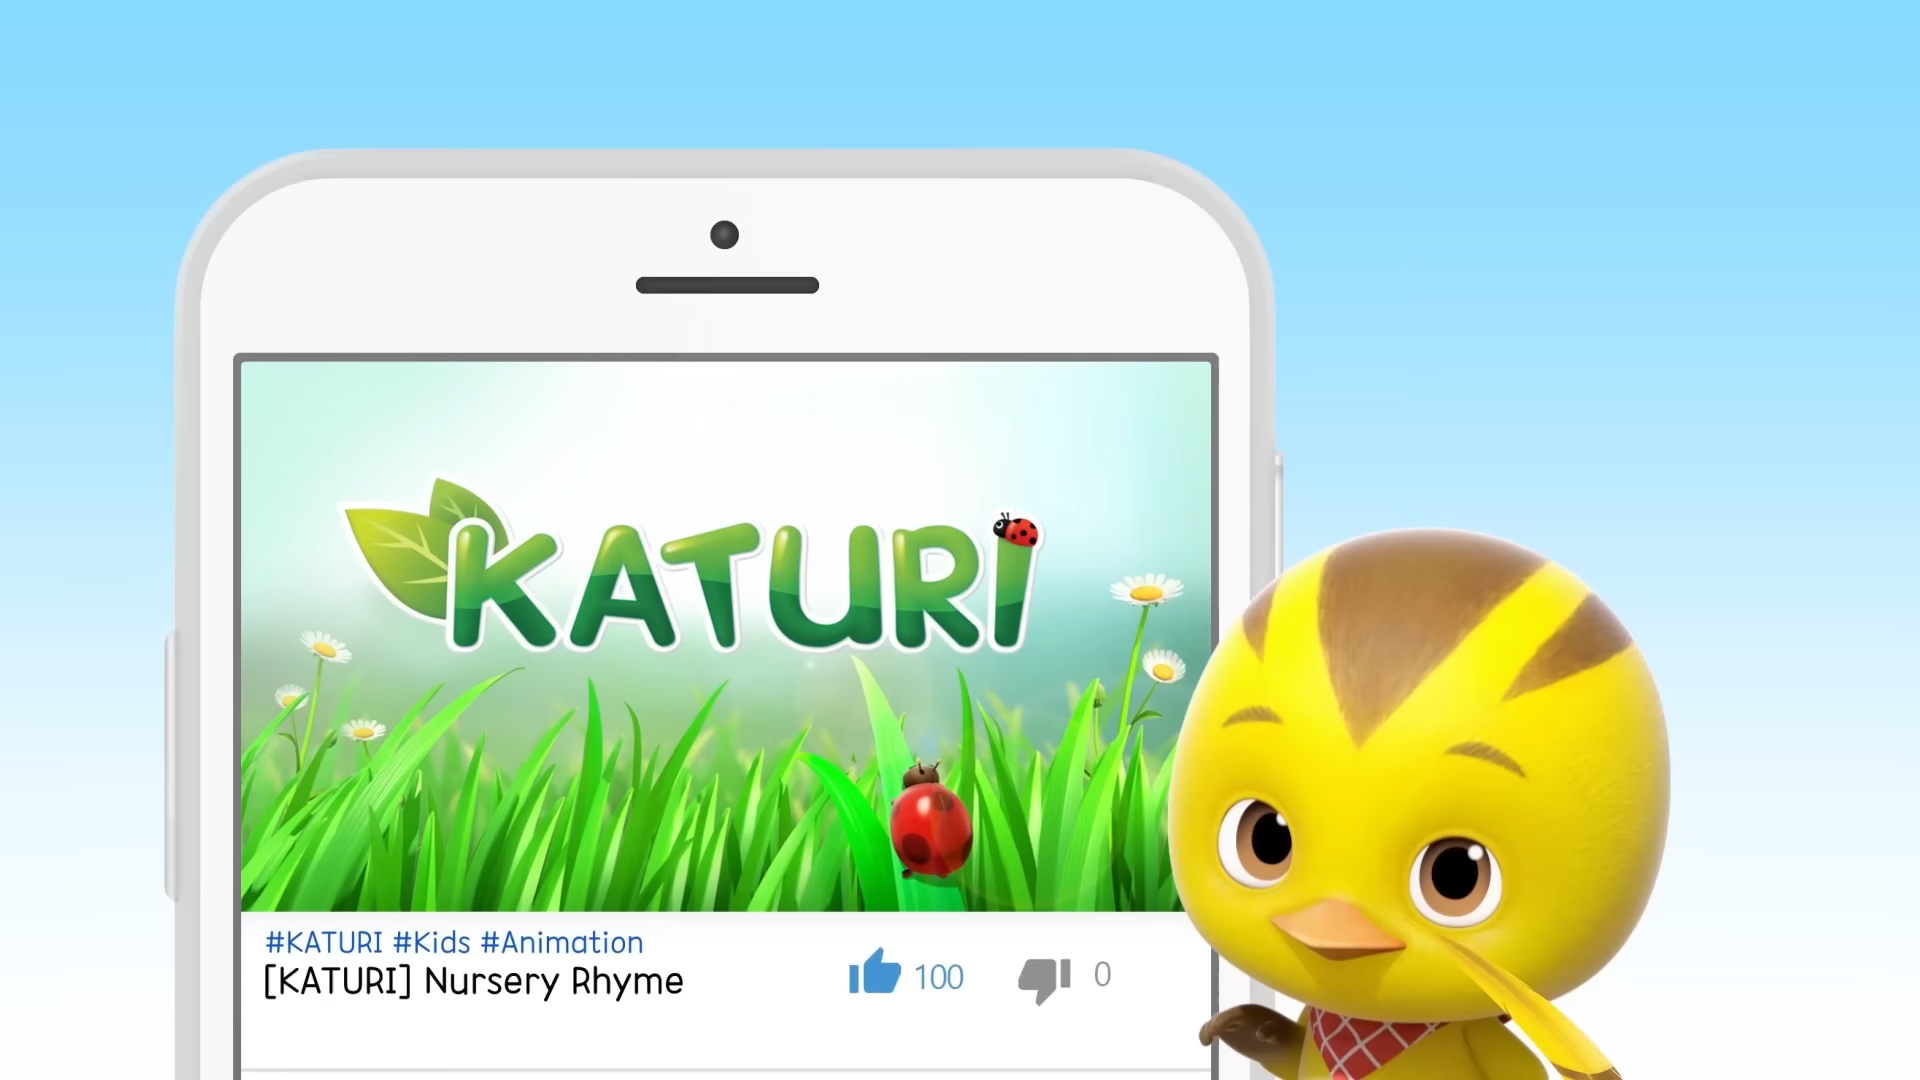 KATURI
#KATURI #Kids #Animation
[KATURI] Nursery Rhyme
100
0